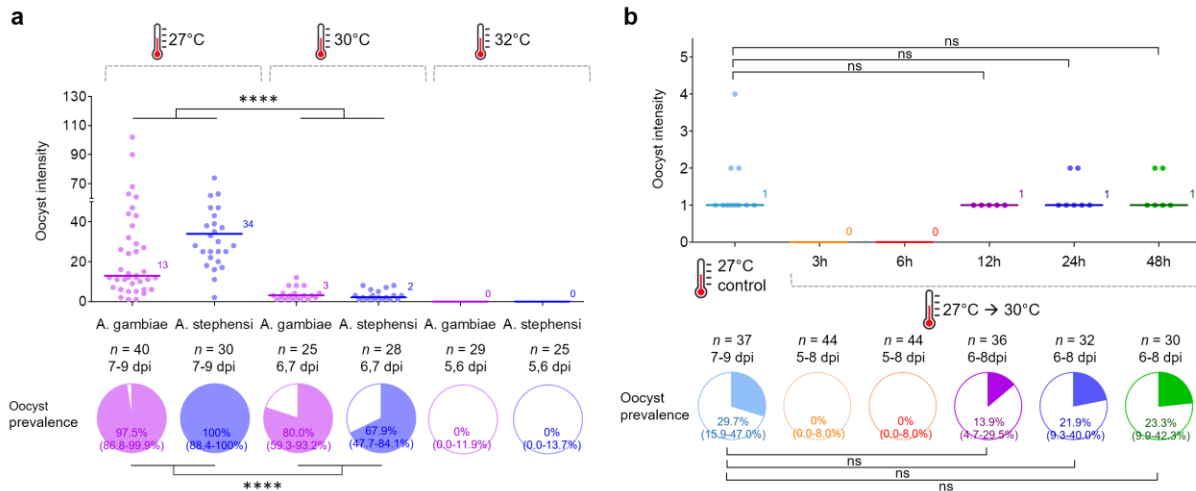 a
27°C
30°C
32°C
****
130
110
90
70
50
40
20
0
Oocyst intensity
13
34
3
2
0
0
A. gambiae A. stephensi A. gambiae A. stephensi A. gambiae A. stephensi
n = 40 n = 30 n = 25 n = 28 n = 29 n = 25
7-9 dpi 7-9 dpi 6,7 dpi 6,7 dpi 5,6 dpi 5,6 dpi
Oocyst
prevalence
97.5% 100% 80.0% 67.9% 0% 0%
(86.8-99.9%) (88.4-100%) (59.3-93.2%) (47.7-84.1%) (0.0-11.9%) (0.0-13.7%)
****
b
ns
ns
ns
5
4
3
2
1
0
Oocyst intensity
1
0
0
1
1
1
3h 6h 12h 24h 48h
27°C
control
27°C → 30°C
n = 37 n = 44 n = 44 n = 36 n = 32 n = 30
7-9 dpi 5-8 dpi 5-8 dpi 6-8dpi 6-8 dpi 6-8 dpi
Oocyst
prevalence
29.7% 0% 0% 13.9% 21.9% 23.3%
(15.9-47.0%) (0.0-8.0%) (0.0-8.0%) (4.7-29.5%) (9.3-40.0%) (9.9-42.3%)
ns
ns
ns